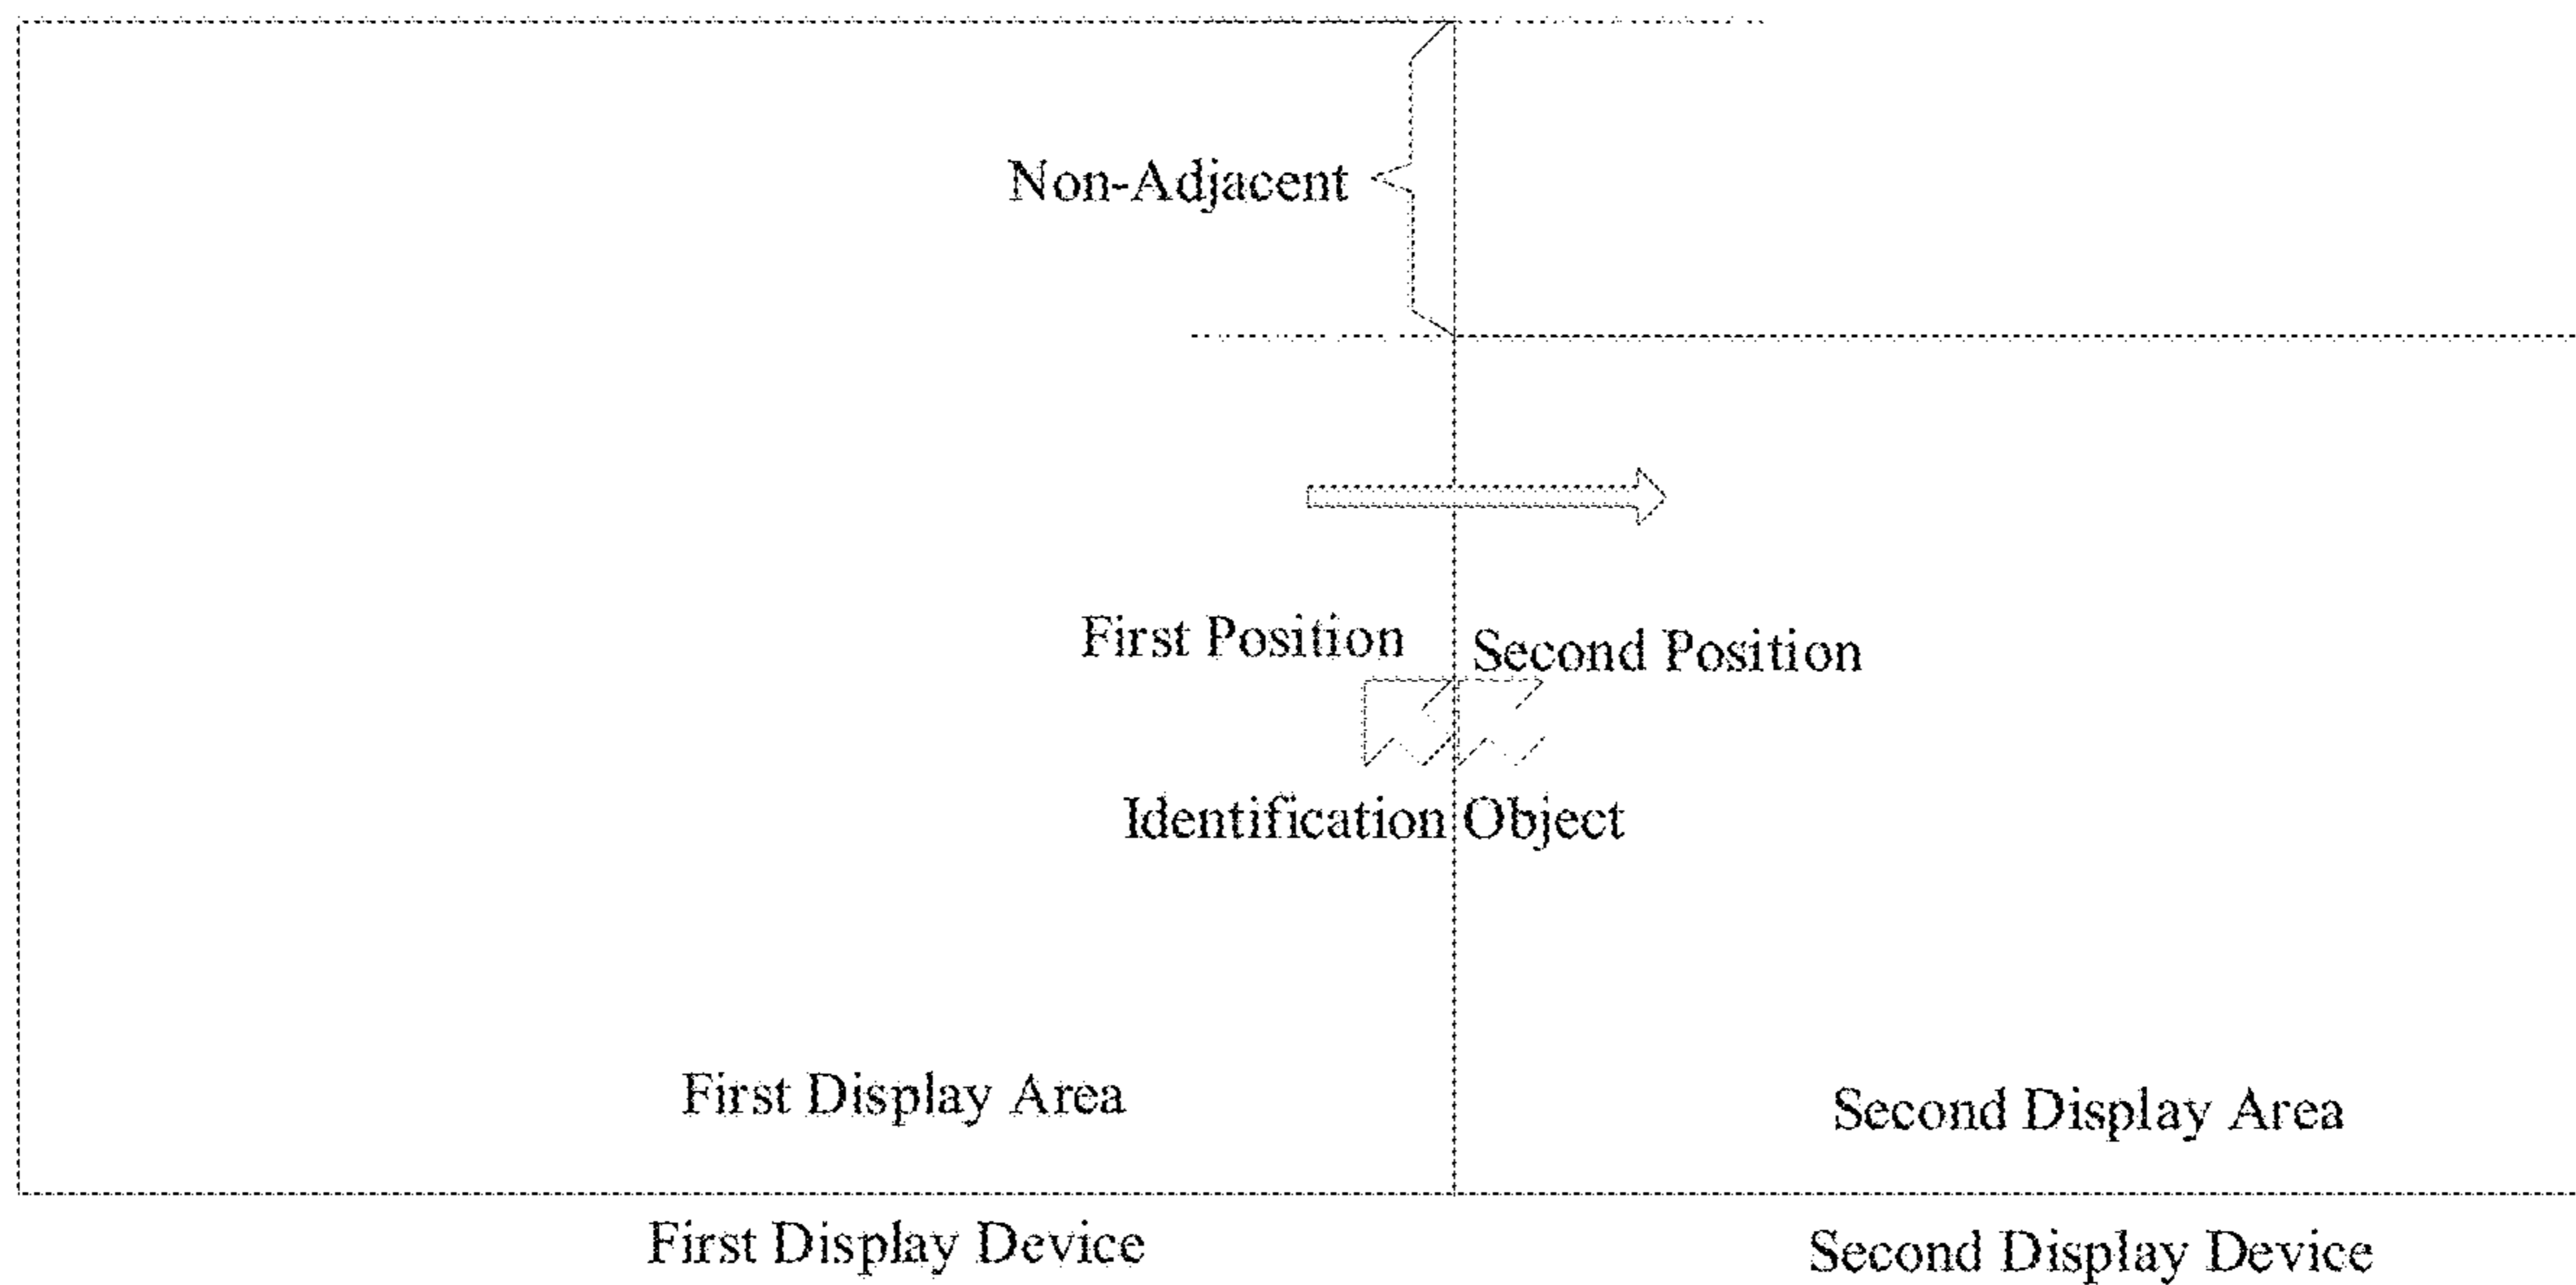 Non-Adjacent
First Position
Second Position
Identification Object
First Display Area
Second Display Area
First Display Device
Second Display Device